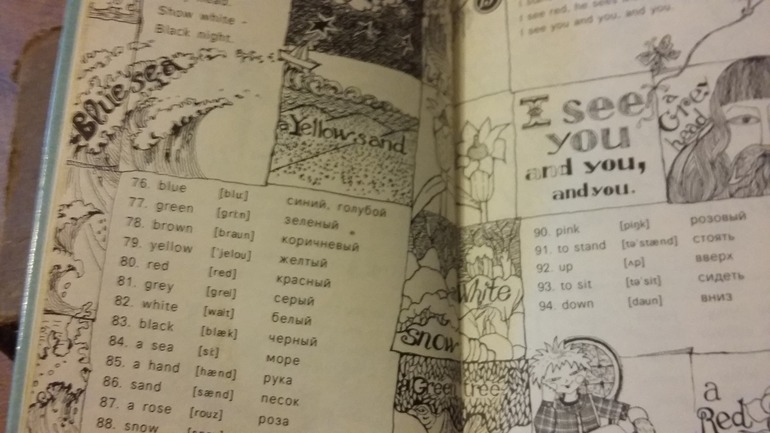 head.
Show white -
Black night.
Blue sea
Yellow sand
76. blue [blu:] синий, голубой
77. green [gri:n] зеленый
78. brown [braun] коричневый
79. yellow ['jelou] желтый
80. red [red] красный
81. grey [grei] серый
82. white [wait] белый
83. black [blæk] черный
84. a sea [si:] море
85. a hand [hænd] рука
86. sand [sænd] песок
87. a rose [rouz] роза
88. snow
White
snow
a Green tree
I see red, he sees
I see you and you, and you.
I see
you
and you,
and you.
a
Grey
head
90. pink [piŋk] розовый
91. to stand [tə'stænd] стоять
92. up [ʌp] вверх
93. to sit [tə'sit] сидеть
94. down [daun] вниз
a
Red